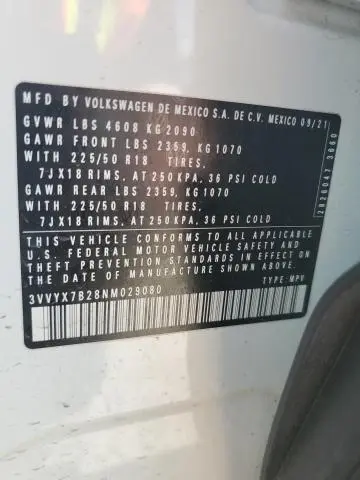 MFD BY VOLKSWAGEN DE MEXICO S.A. DE C.V. MEXICO 09/21
GVWR LBS 4608 KG 2090
GAWR FRONT LBS 2359, KG 1070
WITH 225/50 R18 TIRES.
7JX18 RIMS, AT 250 KPA, 36 PSI COLD
GAWR REAR LBS 2359, KG 1070
WITH 225/50 R18 TIRES.
7JX18 RIMS, AT 250 KPA, 36 PSI COLD
THIS VEHICLE CONFORMS TO ALL APPLICABLE
U.S. FEDERAL MOTOR VEHICLE SAFETY AND
THEFT PREVENTION STANDARDS IN EFFECT ON THE
DATE OF MANUFACTURE SHOWN ABOVE.
3VVYX7B28NM029080 TYPE:MPV
2R26047 3660